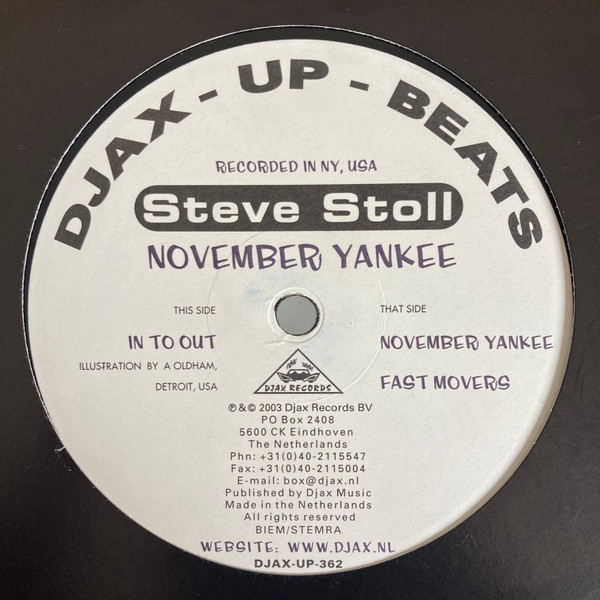 DJAX - UP - BEATS
RECORDED IN NY, USA
Steve Stoll
NOVEMBER YANKEE
THIS SIDE
IN TO OUT
ILLUSTRATION BY A OLDHAM,
DETROIT, USA
THAT SIDE
NOVEMBER YANKEE
FAST MOVERS
DJAX RECORDS
℗ & © 2003 Djax Records BV
PO Box 2408
5600 CK Eindhoven
The Netherlands
Phn: +31(0)40-2115547
Fax: +31(0)40-2115004
E-mail: box@djax.nl
Published by Djax Music
Made in the Netherlands
All rights reserved
BIEM/STEMRA
WEBSITE: WWW.DJAX.NL
DJAX-UP-362